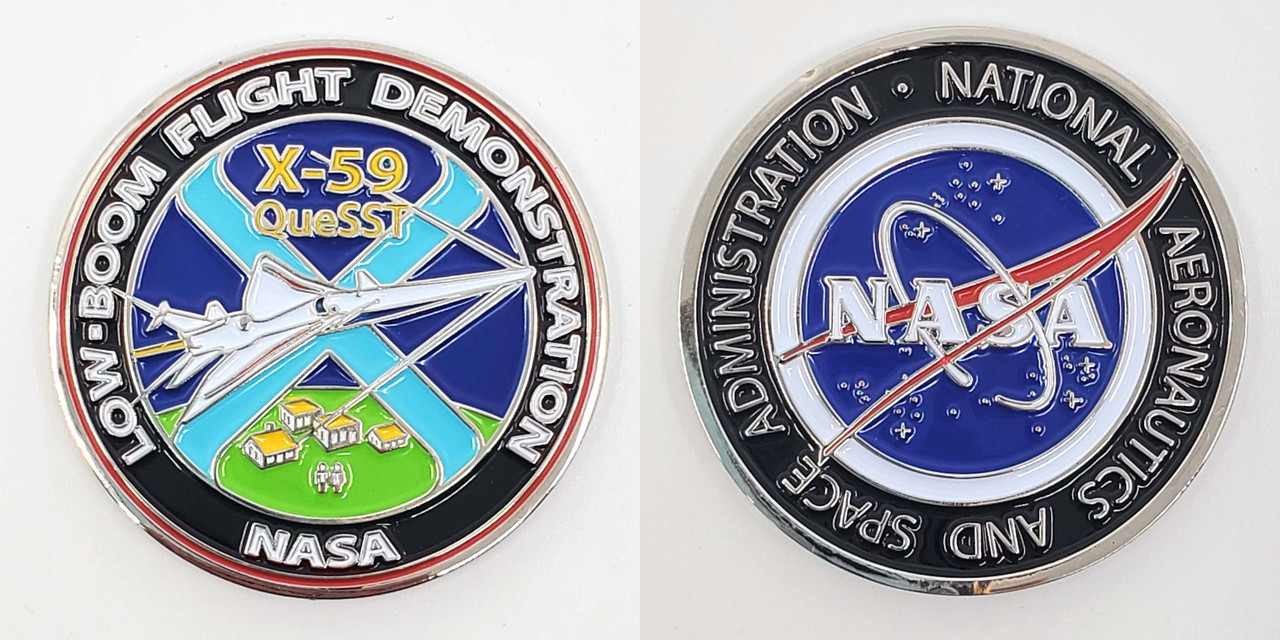 LOW-BOOM FLIGHT DEMONSTRATION
X-59
QueSST
NASA
NATIONAL AERONAUTICS AND SPACE ADMINISTRATION ·
NASA